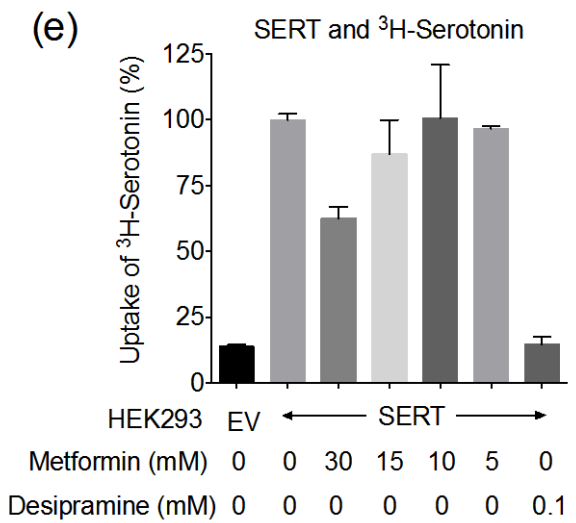 (e)
SERT and ³H-Serotonin
Uptake of ³H-Serotonin (%)
125
100
75
50
25
0
HEK293 EV SERT
Metformin (mM) 0 0 30 15 10 5 0
Desipramine (mM) 0 0 0 0 0 0 0.1